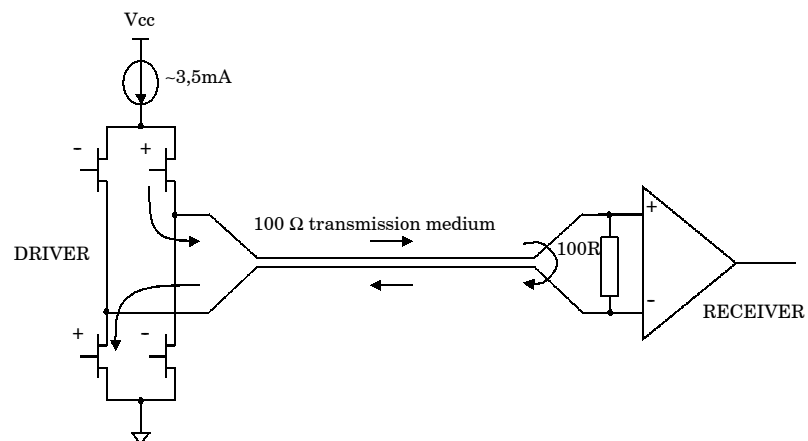 Vcc
~3,5mA
-
+
100 Ω transmission medium
DRIVER
100R
+
-
RECEIVER
+
-